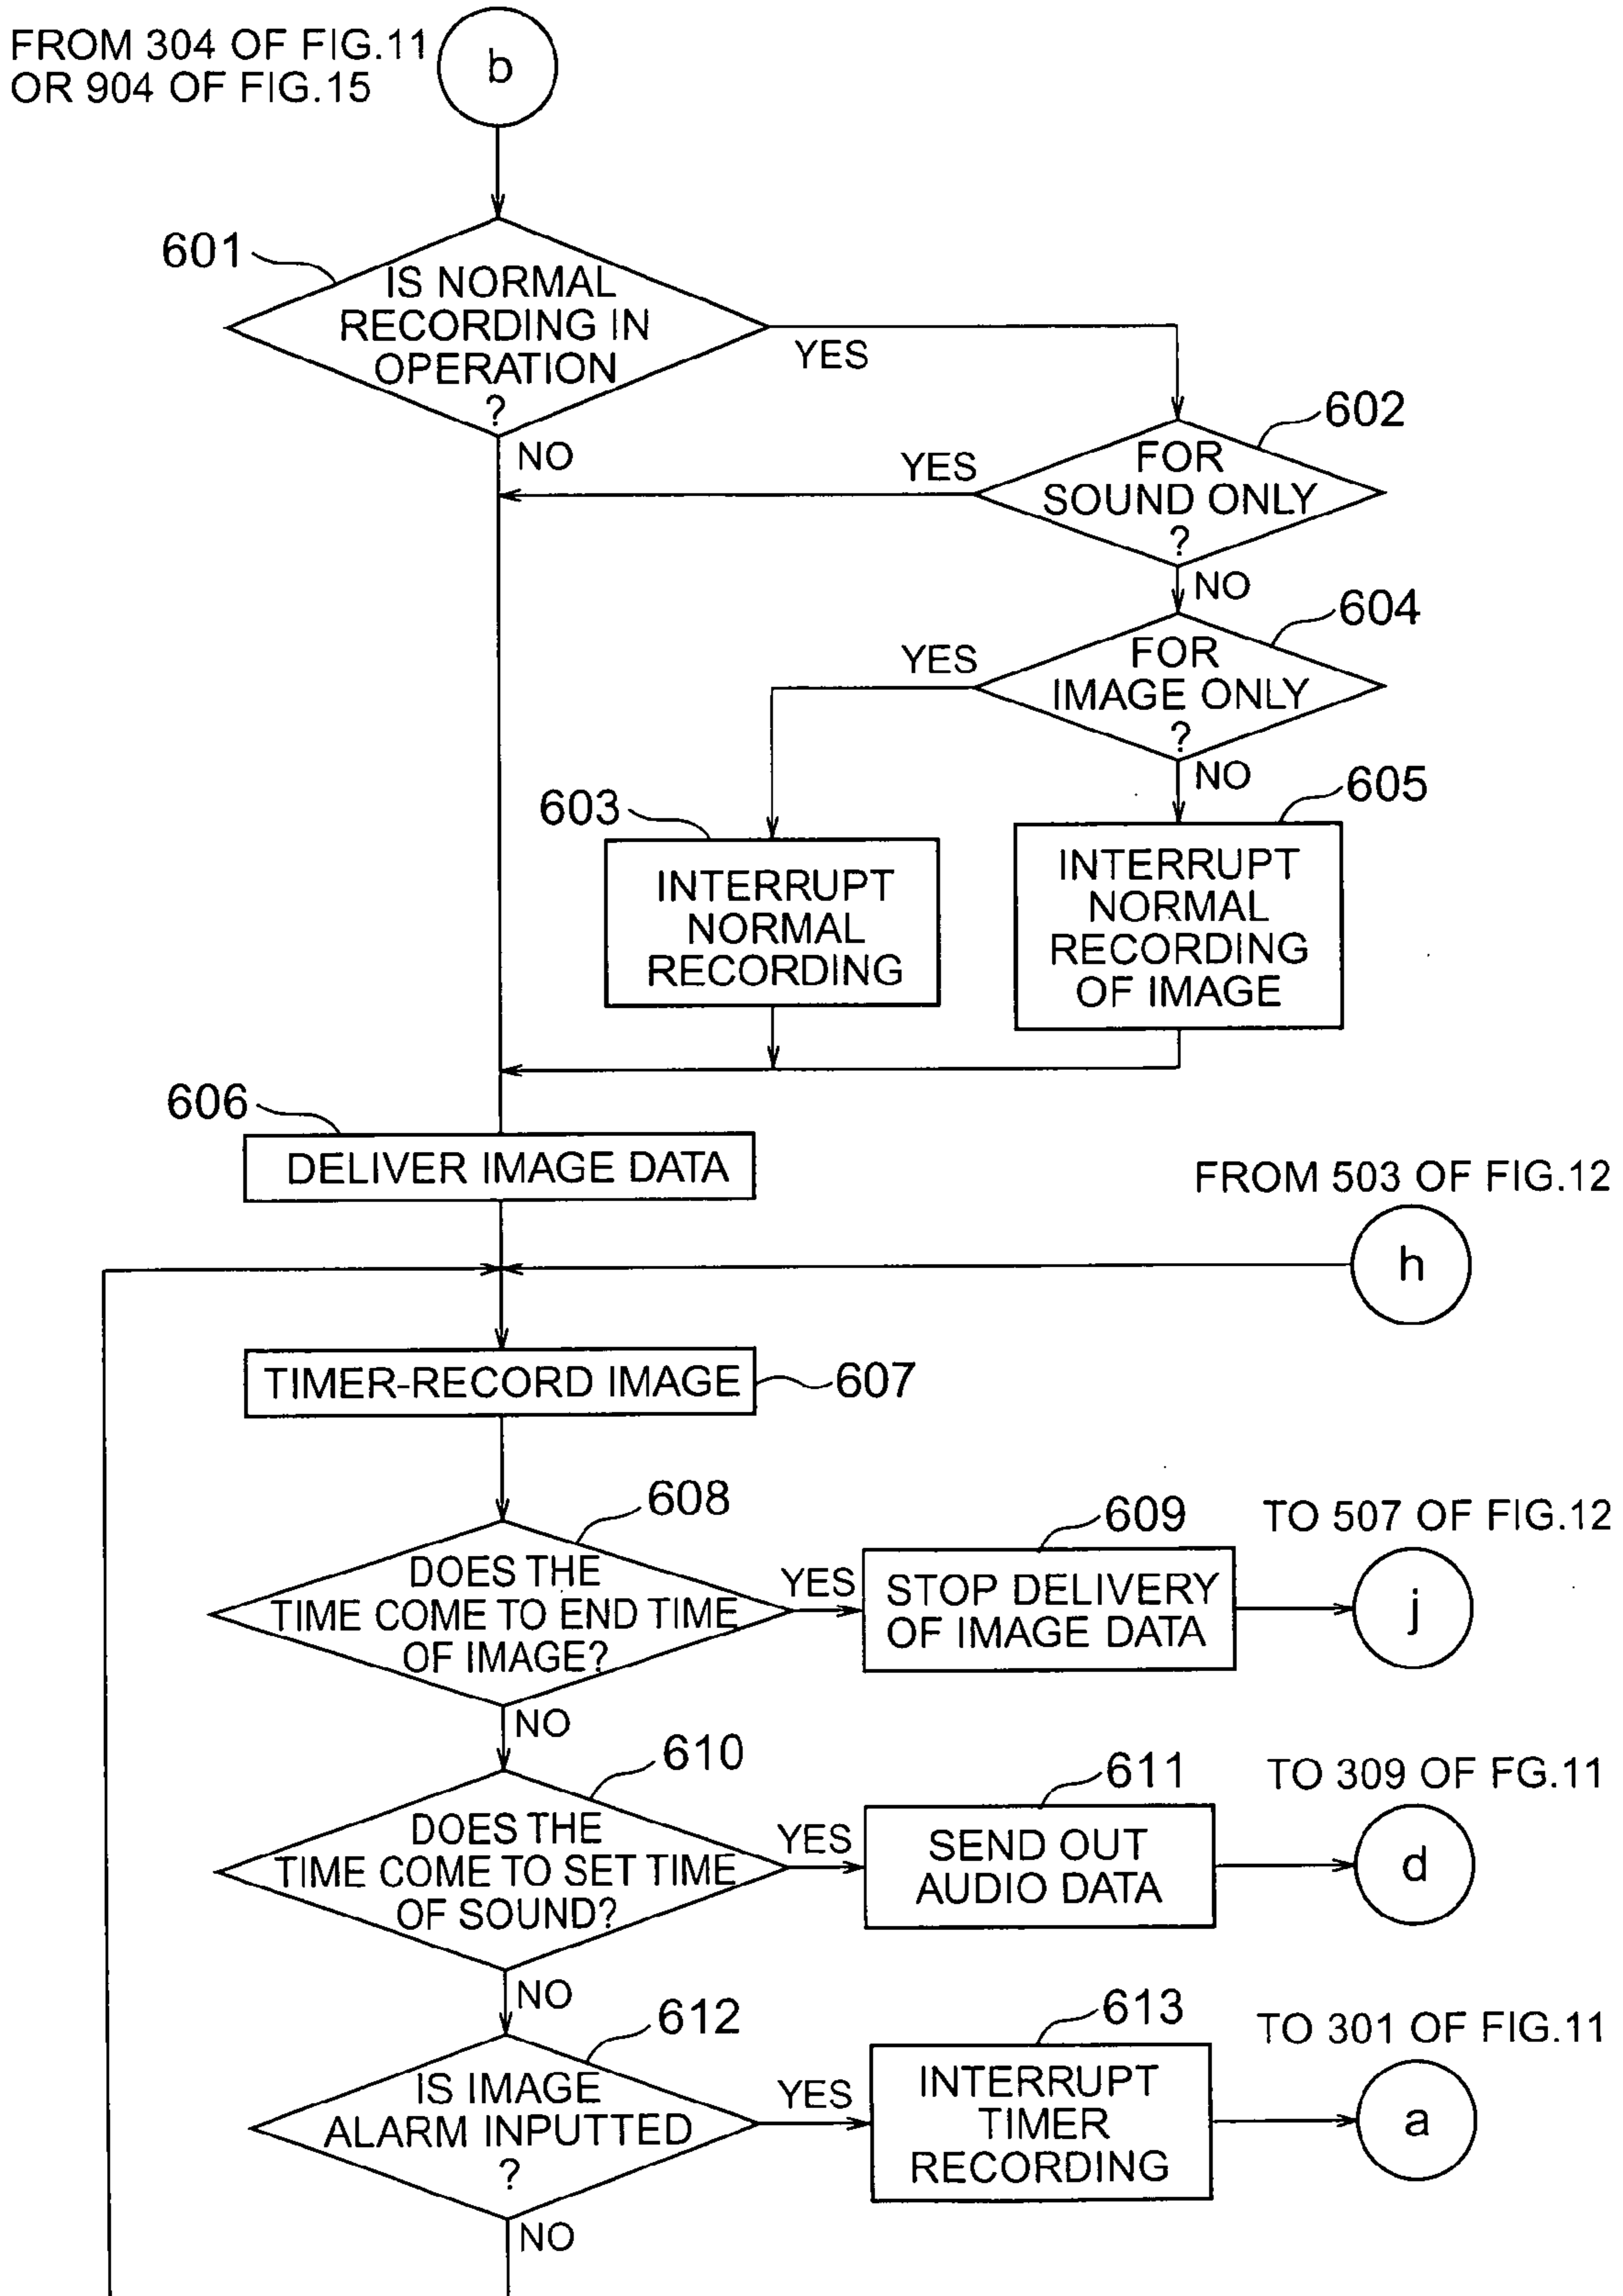 FROM 304 OF FIG.11
OR 904 OF FIG.15
b
601
IS NORMAL
RECORDING IN
OPERATION
?
YES
NO
602
FOR
SOUND ONLY
?
YES
NO
604
FOR
IMAGE ONLY
?
YES
NO
603
INTERRUPT
NORMAL
RECORDING
605
INTERRUPT
NORMAL
RECORDING
OF IMAGE
606
DELIVER IMAGE DATA
FROM 503 OF FIG.12
h
TIMER-RECORD IMAGE
607
608
DOES THE
TIME COME TO END TIME
OF IMAGE?
YES
NO
609
STOP DELIVERY
OF IMAGE DATA
TO 507 OF FIG.12
j
610
DOES THE
TIME COME TO SET TIME
OF SOUND?
YES
NO
611
SEND OUT
AUDIO DATA
TO 309 OF FG.11
d
612
IS IMAGE
ALARM INPUTTED
?
YES
NO
613
INTERRUPT
TIMER
RECORDING
TO 301 OF FIG.11
a